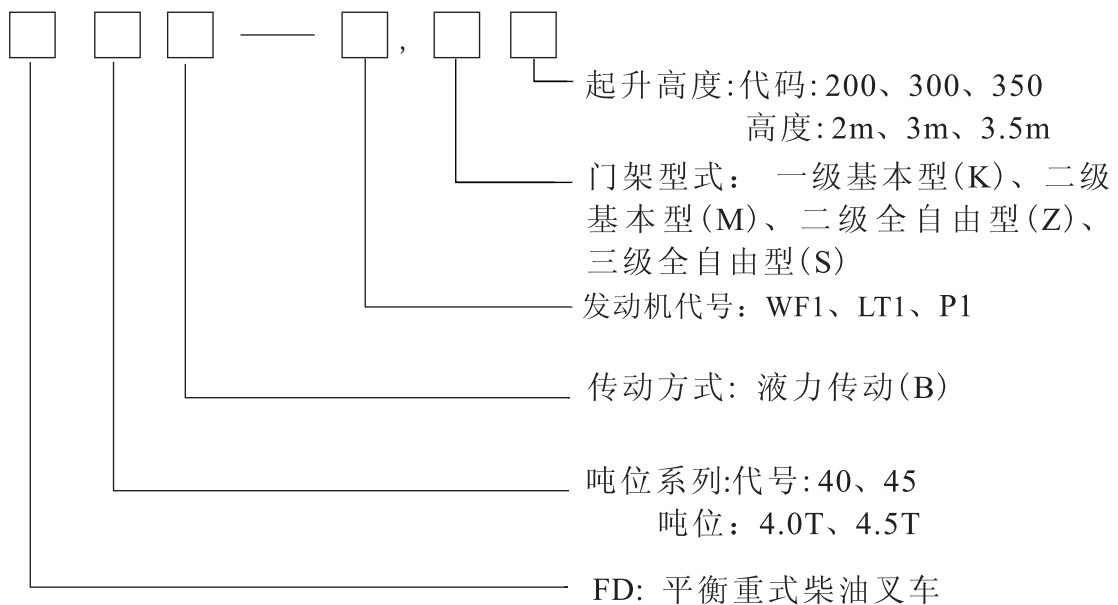 □ □ □ — □ , □ □
起升高度:代码: 200、300、350
高度: 2m、3m、3.5m
门架型式： 一级基本型(K)、二级
基本型(M)、二级全自由型(Z)、
三级全自由型(S)
发动机代号：WF1、LT1、P1
传动方式：液力传动(B)
吨位系列:代号: 40、45
吨位：4.0T、4.5T
FD: 平衡重式柴油叉车